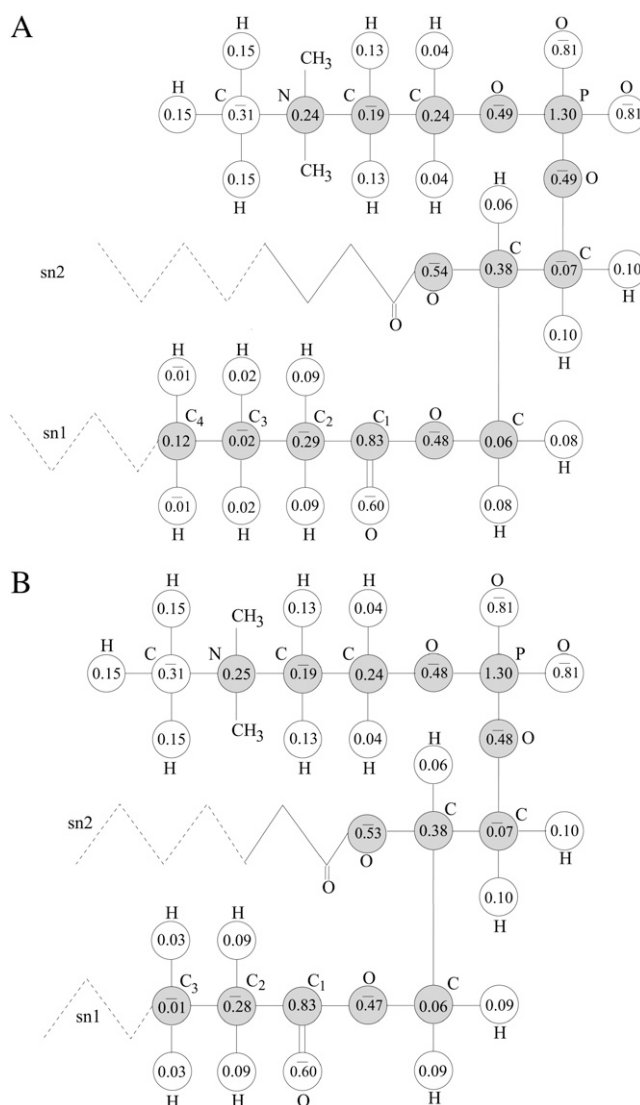 A
H H H O
0.15 CH₃ 0.13 0.04 0̅.81
H C N C C O P O
0.15 0̅.31 0.24 0̅.19 0.24 0̅.49 1.30 0̅.81
0.15 CH₃ 0.13 0.04 0̅.49 O
H H H H
0.06
sn2 C C
0̅.54 0.38 0̅.07 0.10
O O H
0.10
H
H H H
0̅.01 0.02 0.09
sn1 C₄ C₃ C₂ C₁ O C
0.12 0̅.02 0̅.29 0.83 0̅.48 0.06 0.08
H
0̅.01 0.02 0.09 0̅.60 0.08
H H H O H
B
H H H O
0.15 CH₃ 0.13 0.04 0̅.81
H C N C C O P O
0.15 0̅.31 0.25 0̅.19 0.24 0̅.48 1.30 0̅.81
0.15 CH₃ 0.13 0.04 0̅.48 O
H H H H
0.06
sn2 C C
0̅.53 0.38 0̅.07 0.10
O O H
0.10
H
H H
0.03 0.09
sn1 C₃ C₂ C₁ O C
0̅.01 0̅.28 0.83 0̅.47 0.06 0.09
H
0.03 0.09 0̅.60 0.09
H H O H